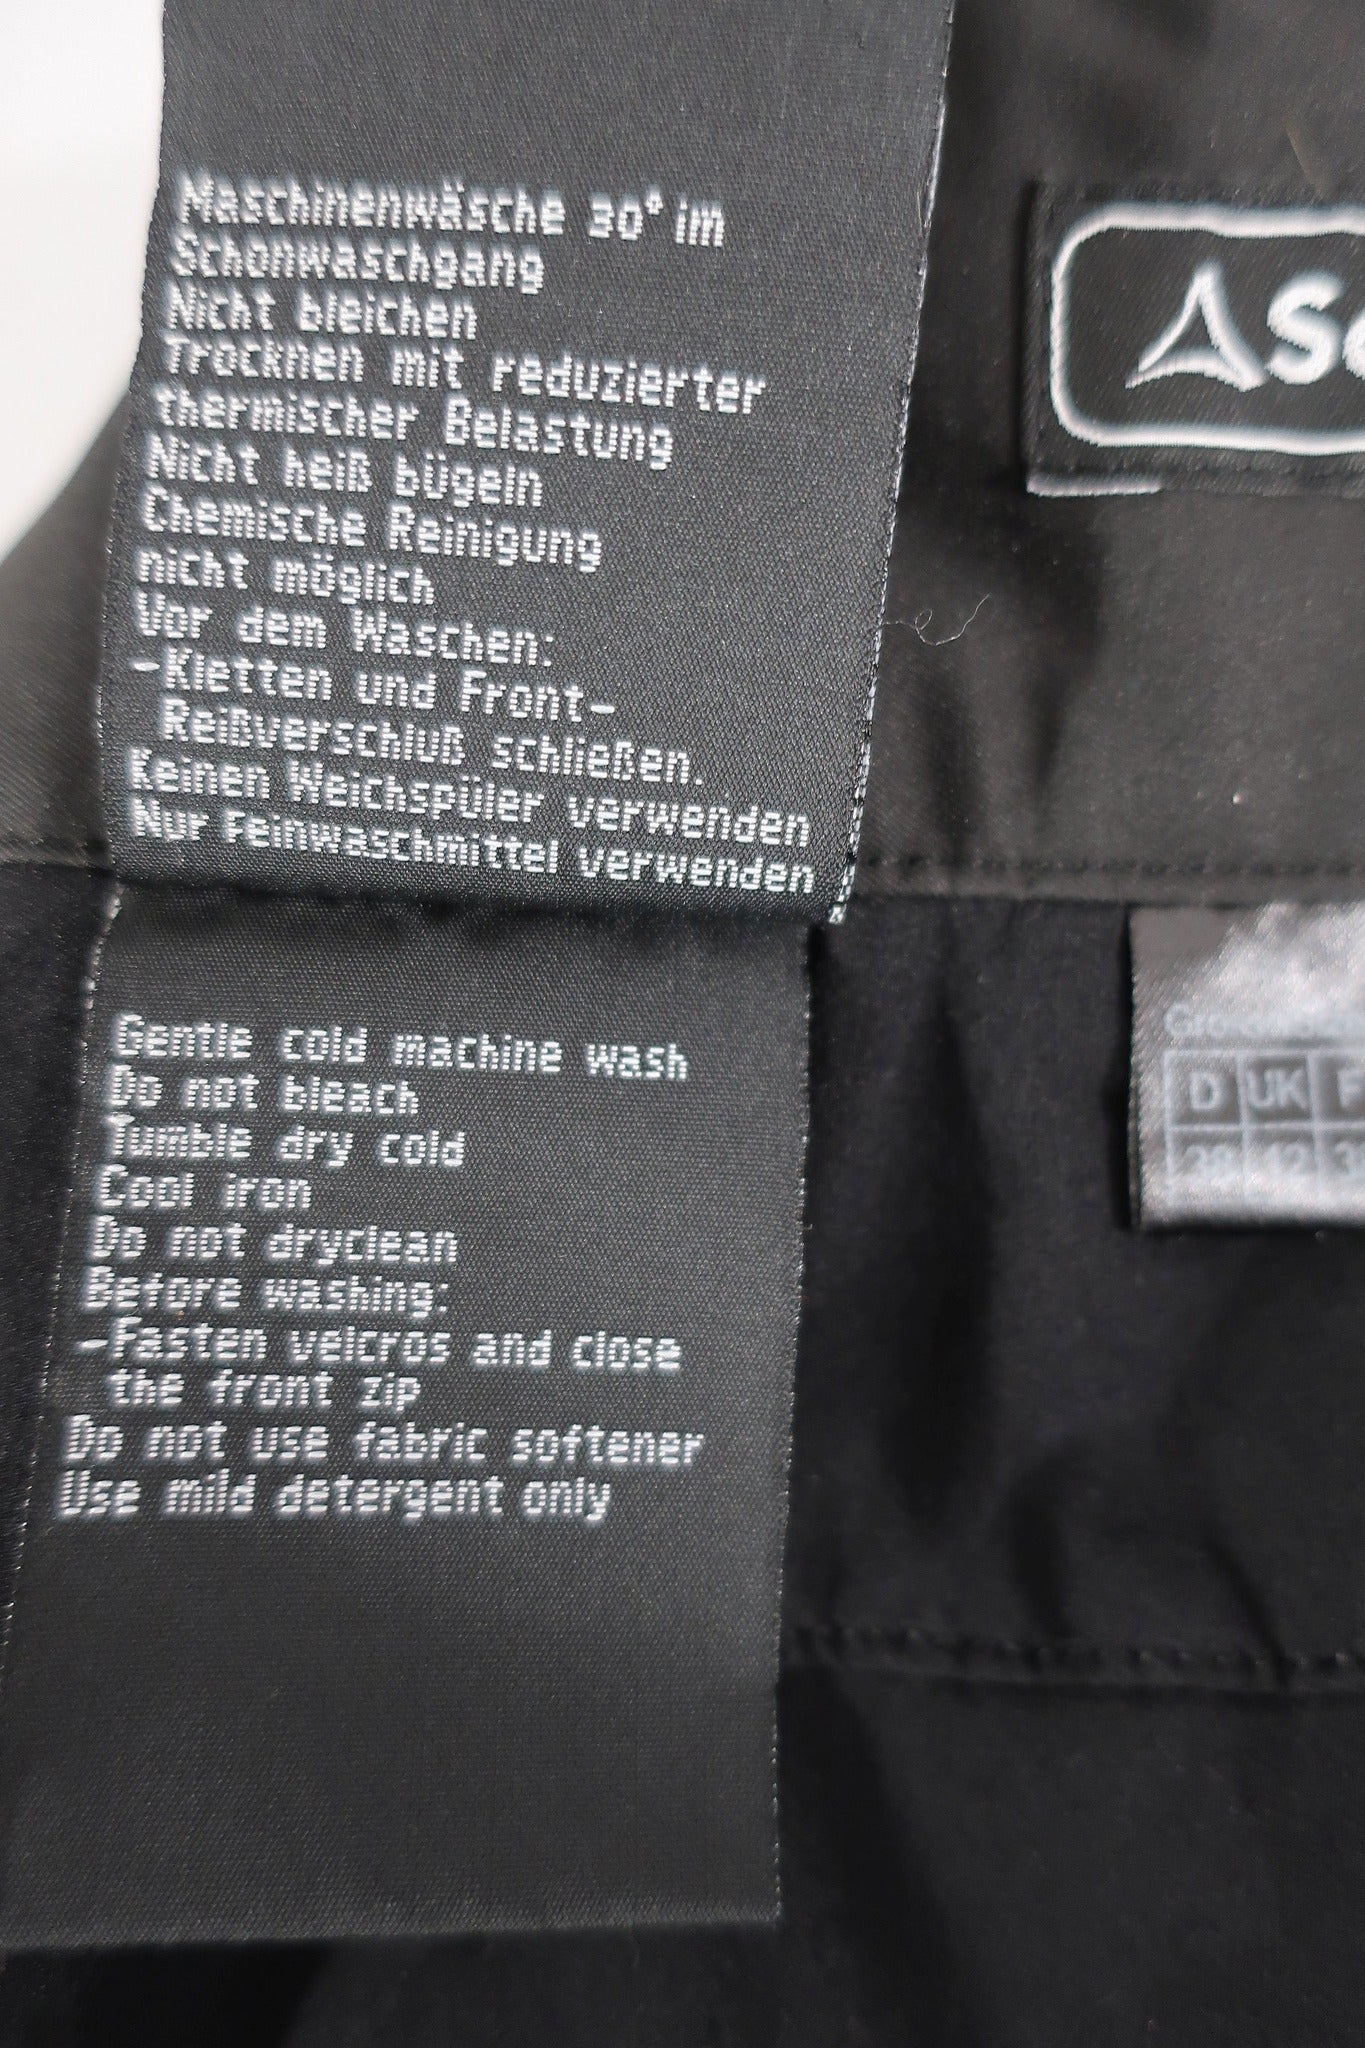 Maschinenwäsche 30° im
Schonwaschgang
Nicht bleichen
Trocknen mit reduzierter
thermischer Belastung
Nicht heiß bügeln
Chemische Reinigung
nicht möglich
Vor dem Waschen:
-Kletten und Front-
Reißverschluß schließen.
Keinen Weichspüler verwenden
Nur Feinwaschmittel verwenden
Gentle cold machine wash
Do not bleach
Tumble dry cold
Cool iron
Do not dryclean
Before washing:
-Fasten velcros and close
the front zip
Do not use fabric softener
Use mild detergent only
D UK F